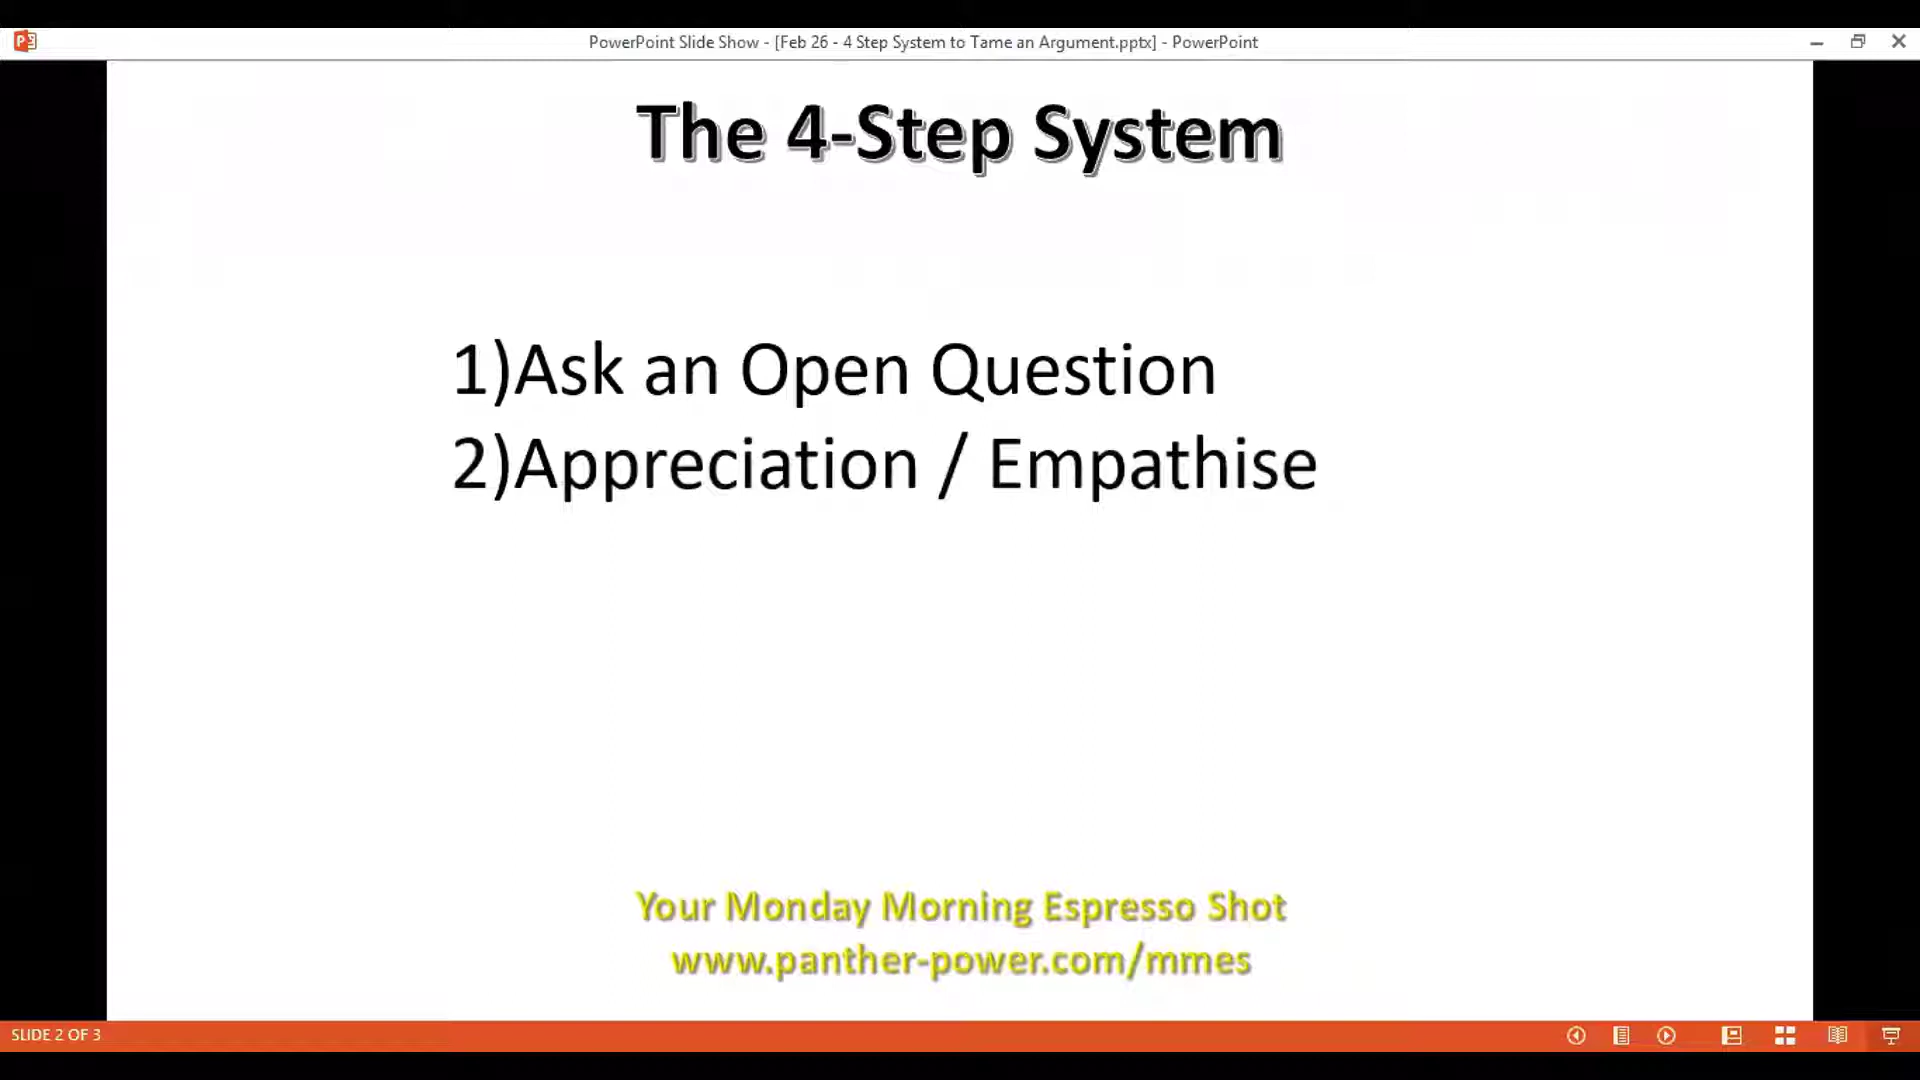 PowerPoint Slide Show - [Feb 26 - 4 Step System to Tame an Argument.pptx] - PowerPoint
The 4-Step System
1)Ask an Open Question
2)Appreciation / Empathise
Your Monday Morning Espresso Shot
www.panther-power.com/mmes
SLIDE 2 OF 3